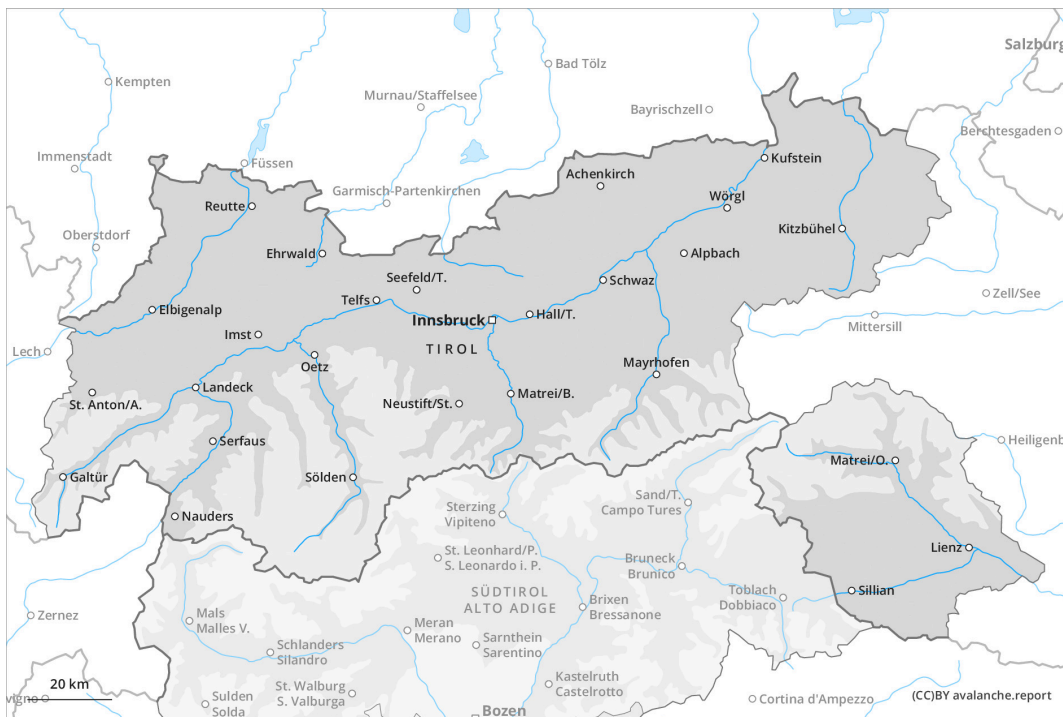 Salzburg
Bad Tölz
Kempten
Murnau/Staffelsee
Bayrischzell
Berchtesgaden
Immenstadt
Füssen
Kufstein
Achenkirch
Garmisch-Partenkirchen
Reutte
Wörgl
Oberstdorf
Kitzbühel
Ehrwald
Alpbach
Seefeld/T.
Schwaz
Zell/See
Telfs
Elbigenalp
Innsbruck
Hall/T.
Mittersill
Imst
TIROL
Lech
Oetz
Mayrhofen
Landeck
St. Anton/A.
Neustift/St.
Matrei/B.
Serfaus
Heiligenb
Matrei/O.
Galtür
Sölden
Sand/T.
Campo Tures
Sterzing
Vipiteno
Nauders
Lienz
St. Leonhard/P.
S. Leonardo i. P.
Bruneck
Brunico
SÜDTIROL
ALTO ADIGE
Toblach
Dobbiaco
Sillian
Brixen
Bressanone
Zernez
Mals
Malles V.
Meran
Merano
Sarnthein
Sarentino
Schlanders
Silandro
Kastelruth
Castelrotto
20 km
St. Walburg
S. Valburga
vigno
Sulden
Solda
Cortina d'Ampezzo
(CC)BY avalanche.report
Bozen